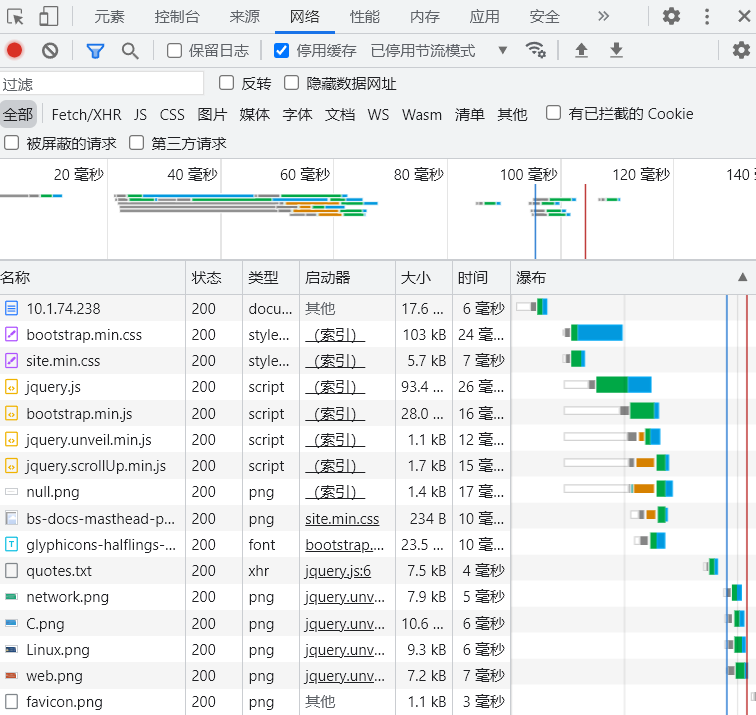 元素 控制台 来源 网络 性能 内存 应用 安全
保留日志 停用缓存 已停用节流模式
过滤 反转 隐藏数据网址
全部 Fetch/XHR JS CSS 图片 媒体 字体 文档 WS Wasm 清单 其他 有已拦截的 Cookie
被屏蔽的请求 第三方请求
20 毫秒 40 毫秒 60 毫秒 80 毫秒 100 毫秒 120 毫秒 140 毫
名称 状态 类型 启动器 大小 时间 瀑布
10.1.74.238 200 docu... 其他 17.6 ... 6 毫秒
bootstrap.min.css 200 style... （索引） 103 kB 24 毫...
site.min.css 200 style... （索引） 5.7 kB 7 毫秒
jquery.js 200 script （索引） 93.4 ... 26 毫...
bootstrap.min.js 200 script （索引） 28.0 ... 16 毫...
jquery.unveil.min.js 200 script （索引） 1.1 kB 12 毫...
jquery.scrollUp.min.js 200 script （索引） 1.7 kB 15 毫...
null.png 200 png （索引） 1.4 kB 17 毫...
bs-docs-masthead-p... 200 png site.min.css 234 B 10 毫...
glyphicons-halflings-... 200 font bootstrap.... 23.5 ... 10 毫...
quotes.txt 200 xhr jquery.js:6 7.5 kB 4 毫秒
network.png 200 png jquery.unv... 7.9 kB 5 毫秒
C.png 200 png jquery.unv... 10.6 ... 6 毫秒
Linux.png 200 png jquery.unv... 9.3 kB 6 毫秒
web.png 200 png jquery.unv... 7.2 kB 7 毫秒
favicon.png 200 png 其他 1.1 kB 3 毫秒